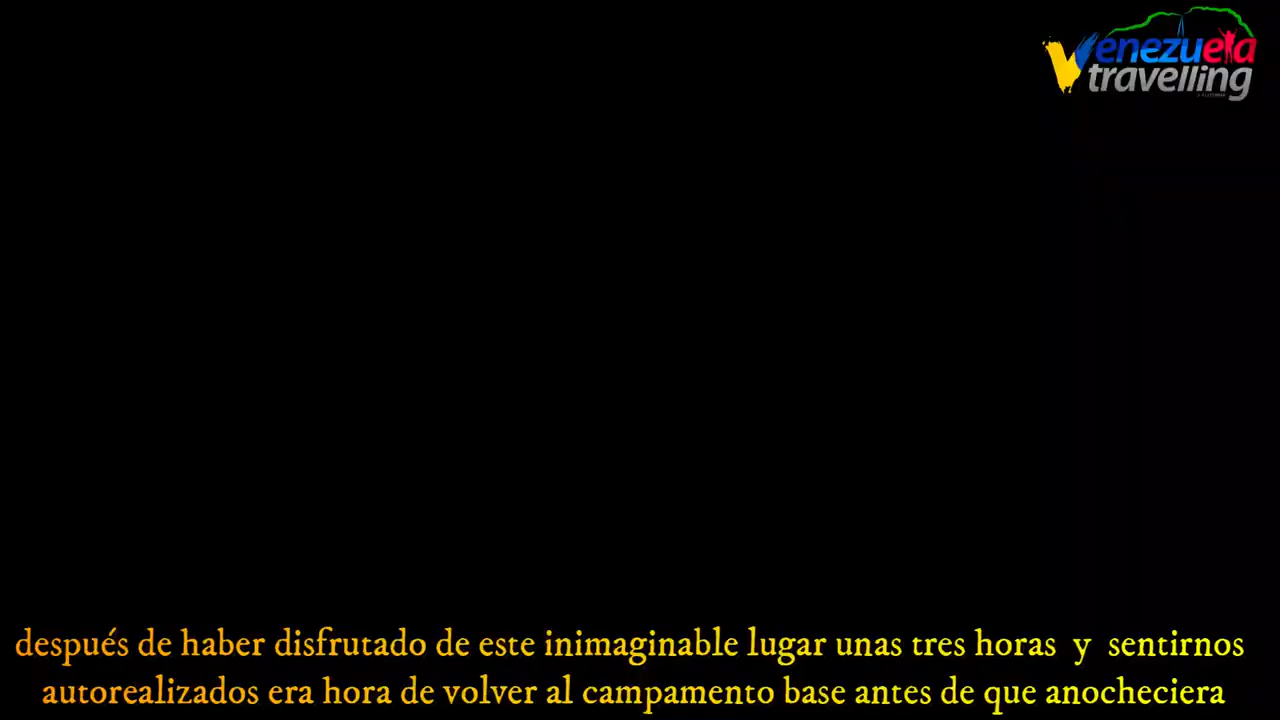 Venezuela
travelling
después de haber disfrutado de este inimaginable lugar unas tres horas y sentirnos
autorealizados era hora de volver al campamento base antes de que anocheciera